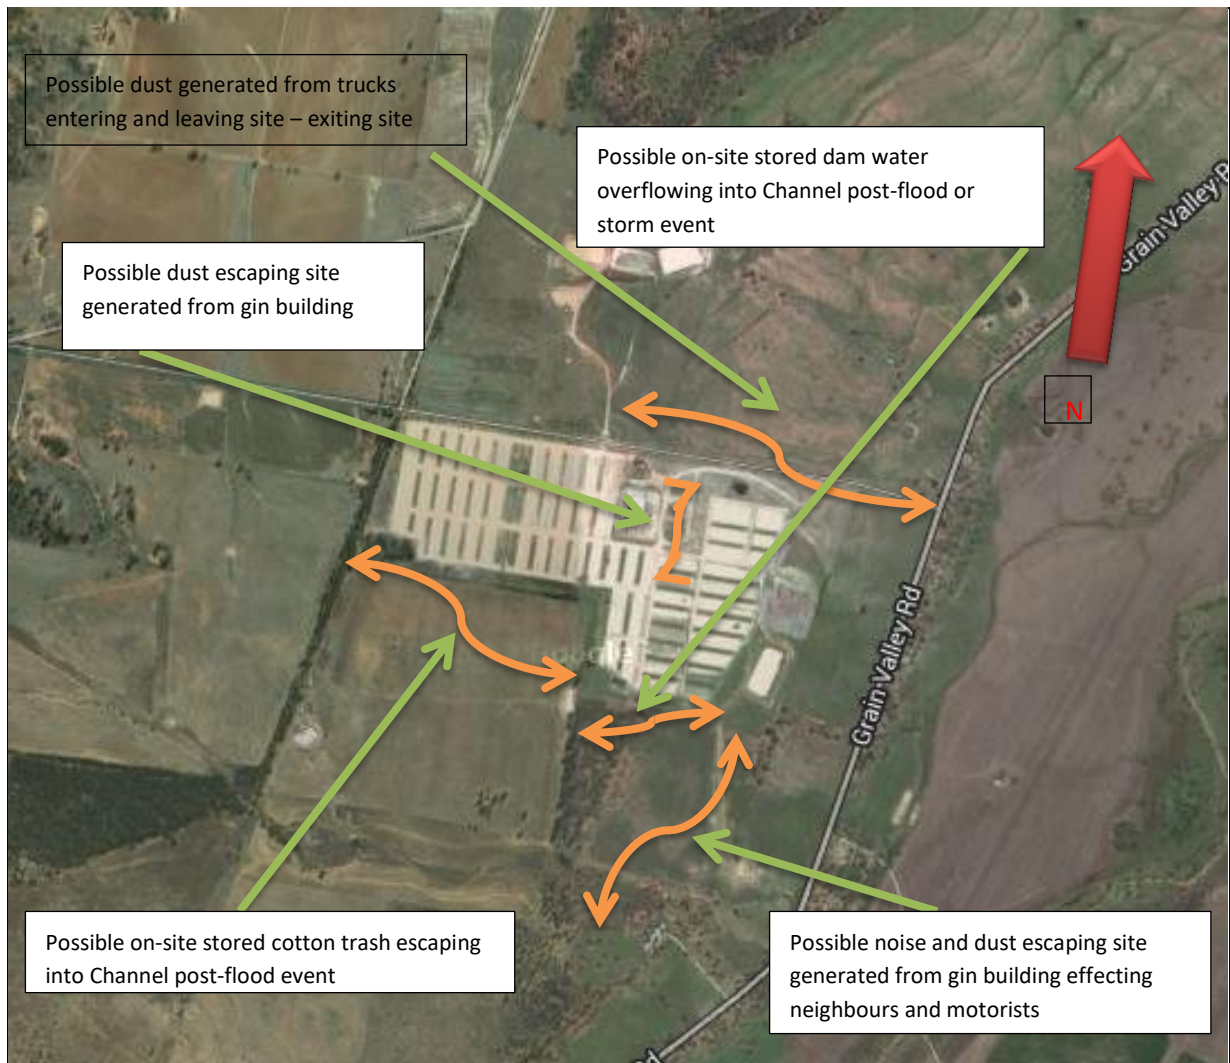 Possible dust generated from trucks
entering and leaving site – exiting site
Possible on-site stored dam water
overflowing into Channel post-flood or
storm event
Possible dust escaping site
generated from gin building
Grain Valley R
N
Grain Valley Rd
Possible on-site stored cotton trash escaping
into Channel post-flood event
Possible noise and dust escaping site
generated from gin building effecting
neighbours and motorists
Rd